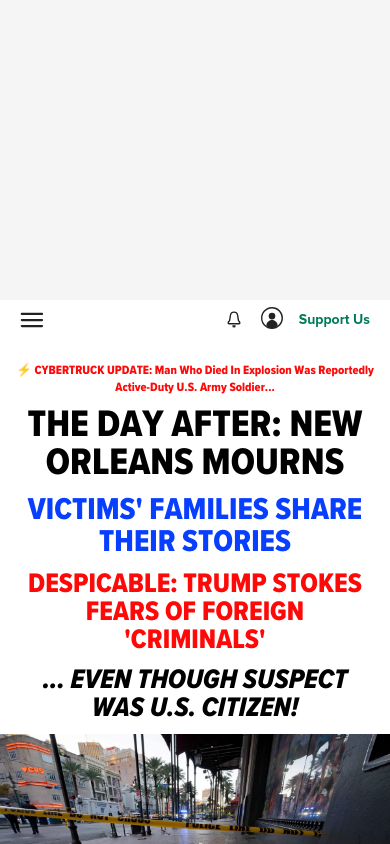 Support Us
⚡ CYBERTRUCK UPDATE: Man Who Died In Explosion Was Reportedly
Active-Duty U.S. Army Soldier...
THE DAY AFTER: NEW
ORLEANS MOURNS
VICTIMS' FAMILIES SHARE
THEIR STORIES
DESPICABLE: TRUMP STOKES
FEARS OF FOREIGN
'CRIMINALS'
... EVEN THOUGH SUSPECT
WAS U.S. CITIZEN!